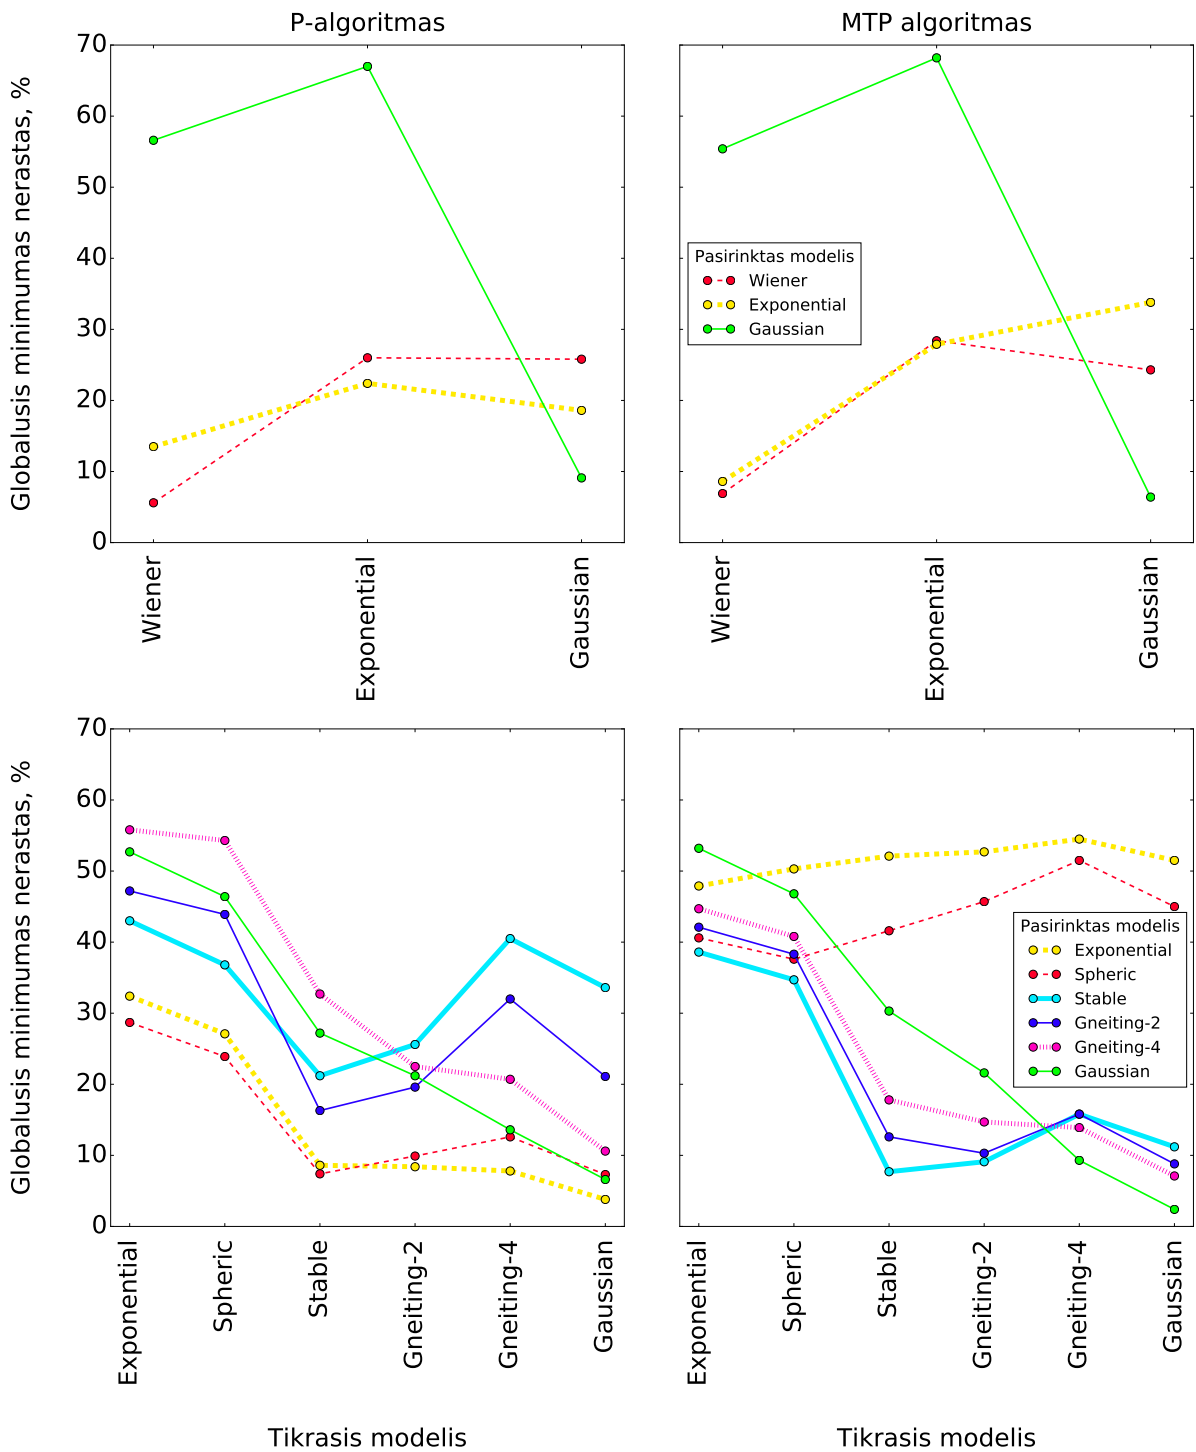 P-algoritmas
MTP algoritmas
Globalusis minimumas nerastas, %
70
60
50
40
30
20
10
0
Wiener
Exponential
Gaussian
Pasirinktas modelis
Wiener
Exponential
Gaussian
Wiener
Exponential
Gaussian
Globalusis minimumas nerastas, %
70
60
50
40
30
20
10
0
Exponential
Spheric
Stable
Gneiting-2
Gneiting-4
Gaussian
Tikrasis modelis
Pasirinktas modelis
Exponential
Spheric
Stable
Gneiting-2
Gneiting-4
Gaussian
Exponential
Spheric
Stable
Gneiting-2
Gneiting-4
Gaussian
Tikrasis modelis